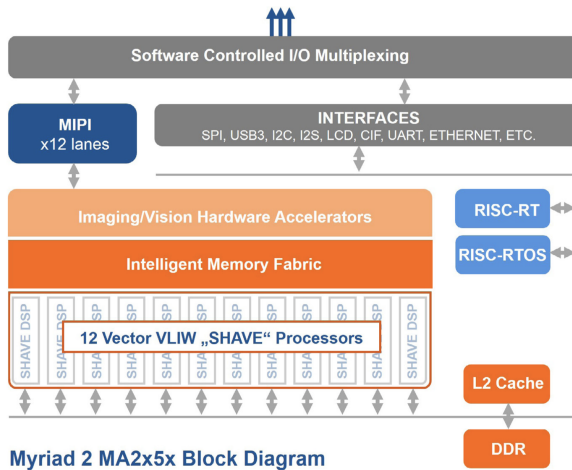 Software Controlled I/O Multiplexing
MIPI
x12 lanes
INTERFACES
SPI, USB3, I2C, I2S, LCD, CIF, UART, ETHERNET, ETC.
Imaging/Vision Hardware Accelerators
RISC-RT
Intelligent Memory Fabric
RISC-RTOS
SHAVE DSP
SHAVE DSP
SHAVE DSP
SHAVE DSP
SHAVE DSP
SHAVE DSP
SHAVE DSP
SHAVE DSP
SHAVE DSP
SHAVE DSP
SHAVE DSP
SHAVE DSP
12 Vector VLIW „SHAVE“ Processors
L2 Cache
DDR
Myriad 2 MA2x5x Block Diagram